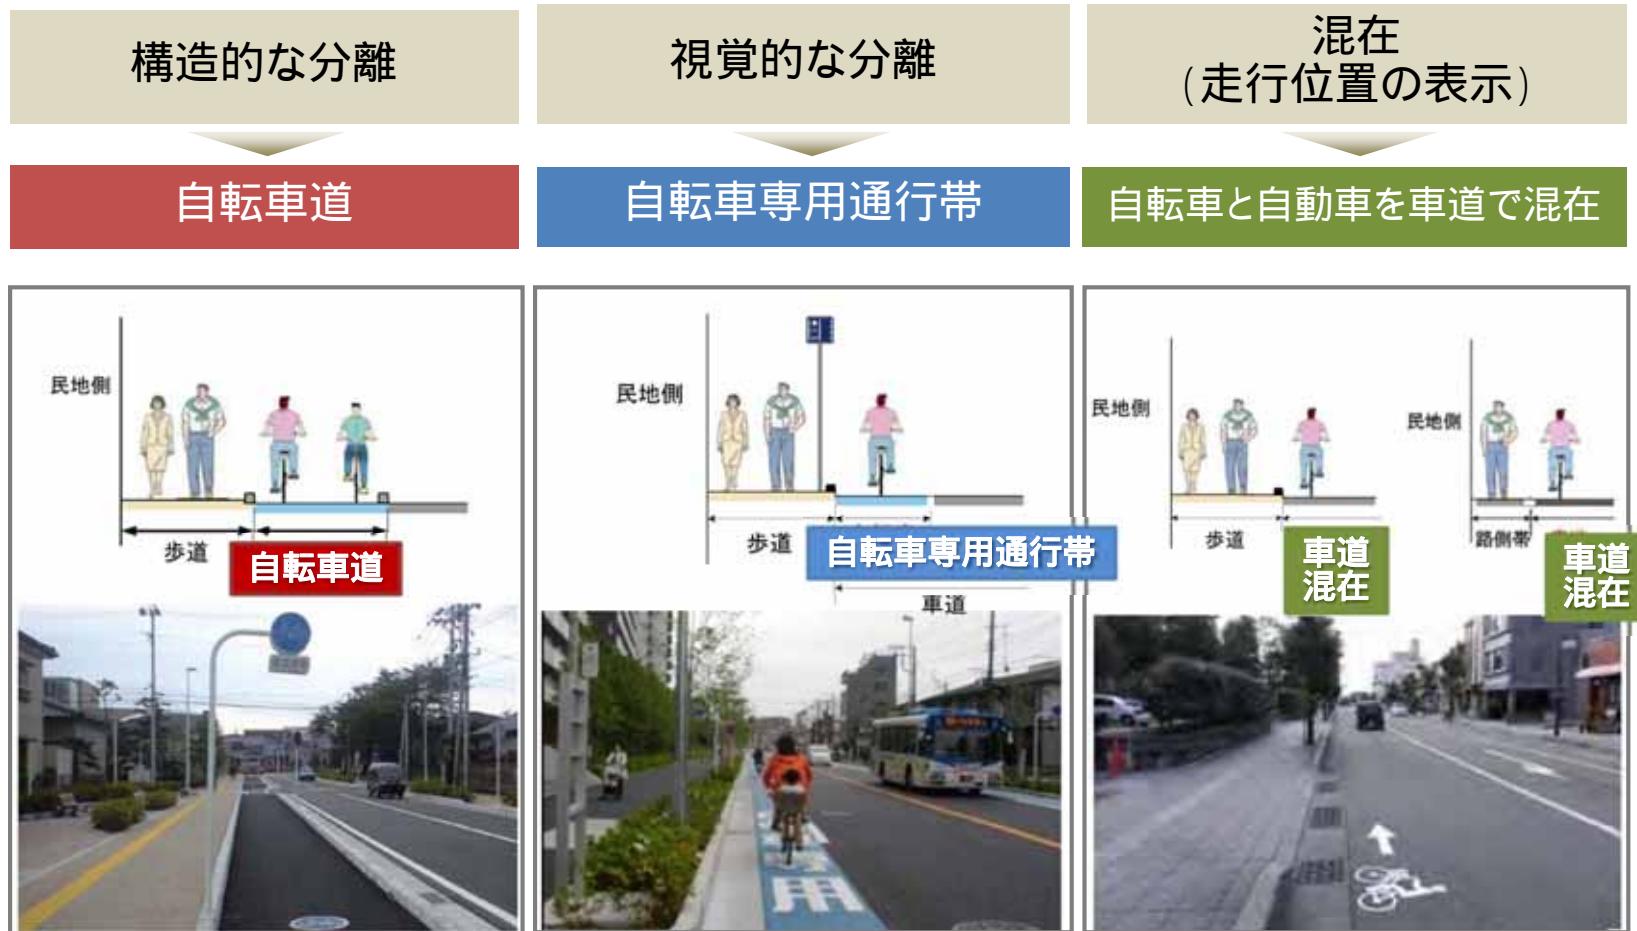 構造的な分離
視覚的な分離
混在
(走行位置の表示)
自転車道
自転車専用通行帯
自転車と自動車を車道で混在
民地側
歩道
自転車道
民地側
歩道
自転車専用通行帯
車道
民地側
歩道
車道
混在
民地側
路側帯
車道
混在
用